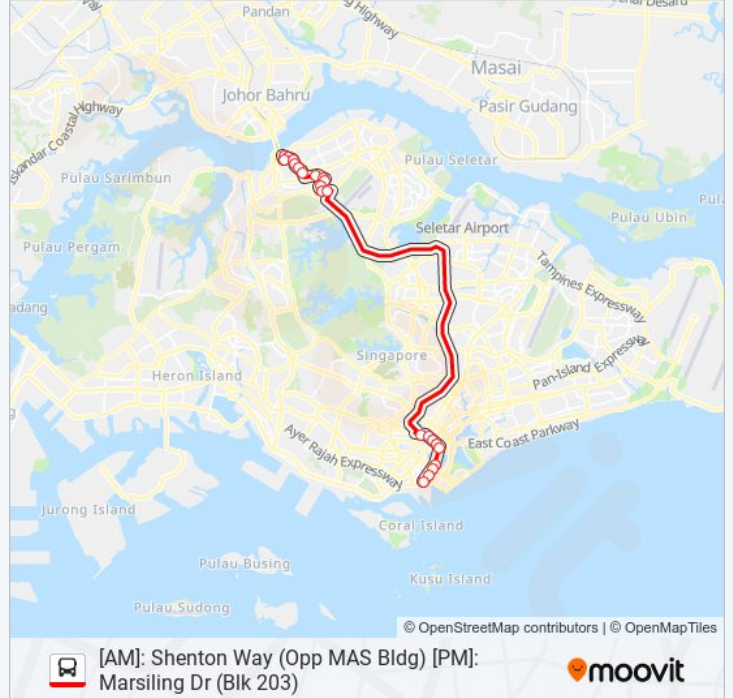 Pandan
Highway
Masai
Johor Bahru
Pasir Gudang
Iskandar Coastal Highway
Pulau Sarimbun
Pulau Seletar
Pulau Ubin
Seletar Airport
Pulau Pergam
Tampines Expressway
adang
Singapore
Pan-Island Expressway
Heron Island
Ayer Rajah Expressway
East Coast Parkway
Jurong Island
Coral Island
Pulau Busing
Kusu Island
Pulau Sudong
© OpenStreetMap contributors | © OpenMapTiles
[AM]: Shenton Way (Opp MAS Bldg) [PM]:
Marsiling Dr (Blk 203)
moovit